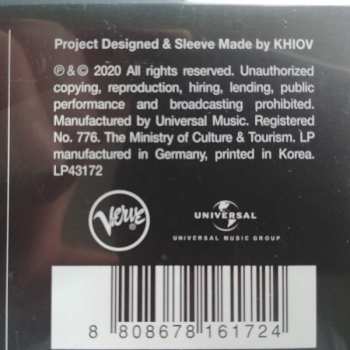 Project Designed & Sleeve Made by KHIOV
℗ & © 2020 All rights reserved. Unauthorized
copying, reproduction, hiring, lending, public
performance and broadcasting prohibited.
Manufactured by Universal Music. Registered
No. 776. The Ministry of Culture & Tourism. LP
manufactured in Germany, printed in Korea.
LP43172
Verve ®
UNIVERSAL
UNIVERSAL MUSIC GROUP
8 808678 161724